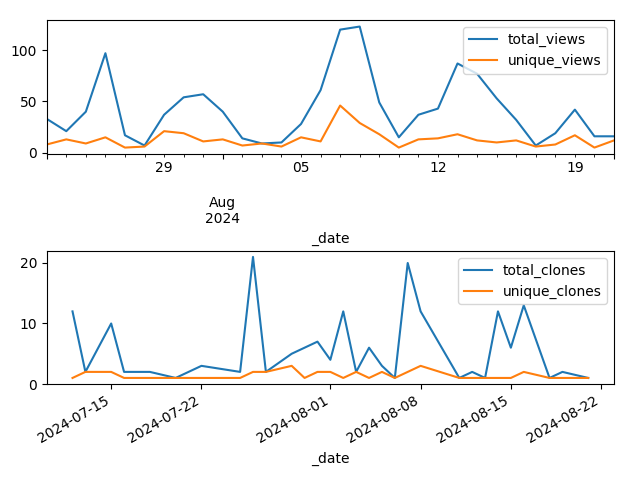 total_views
unique_views
100
50
0
29 05 12 19
Aug
2024
_date
total_clones
unique_clones
20
10
0
2024-07-15 2024-07-22 2024-08-01 2024-08-08 2024-08-15 2024-08-22
_date